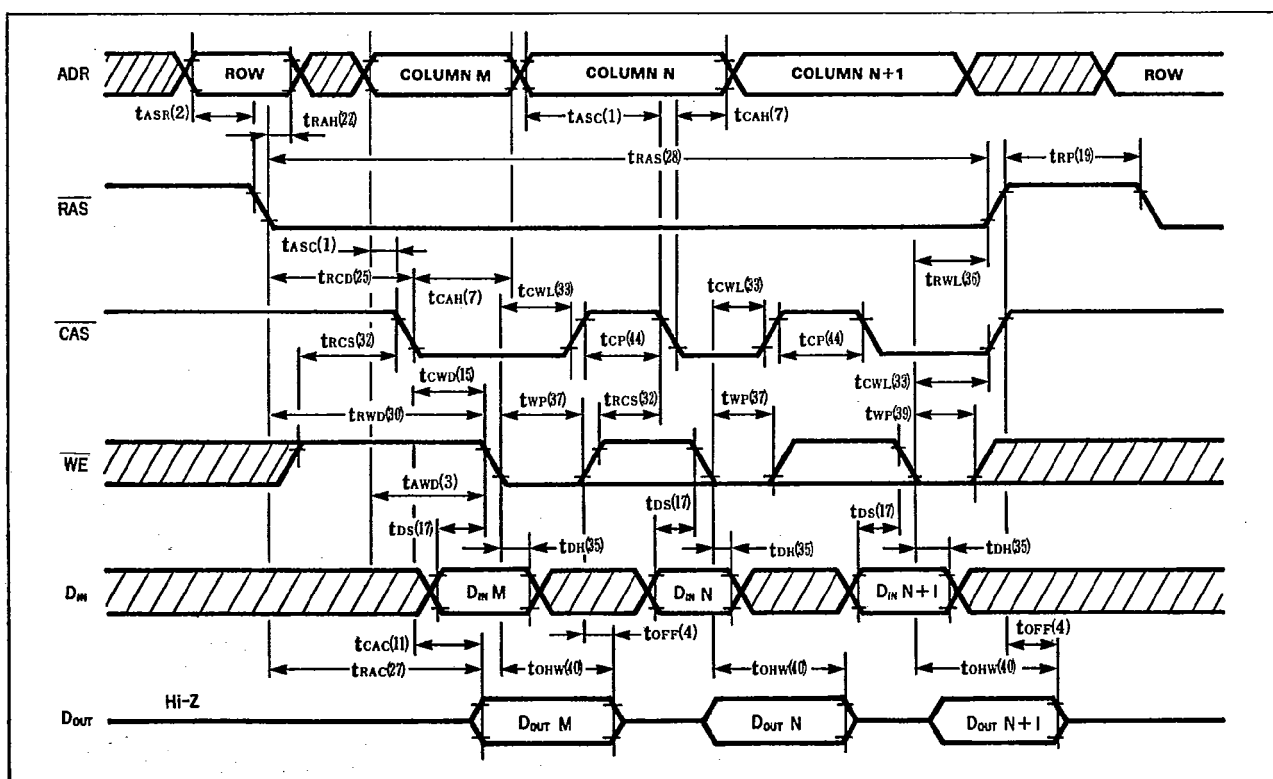 ADR ROW COLUMN M COLUMN N COLUMN N+1 ROW
tASR(2) tRAH(22) tASC(1) tCAH(7)
tRAS(28) tRP(19)
RAS
tASC(1)
tRCD(25) tCAH(7) tCWL(33) tCWL(33) tRWL(36)
CAS
tRCS(32) tCP(44) tCP(44)
tCWD(15) tCWL(33)
tRWD(30) tWP(37) tRCS(32) tWP(37) tWP(39)
WE
tAWD(3)
tDS(17) tDS(17) tDS(17)
tDH(35) tDH(35) tDH(35)
DIN DIN M DIN N DIN N+1
tCAC(11) tOFF(4) tOFF(4)
tRAC(27) tOHW(40) tOHW(40) tOHW(40)
Hi-Z
DOUT DOUT M DOUT N DOUT N+1